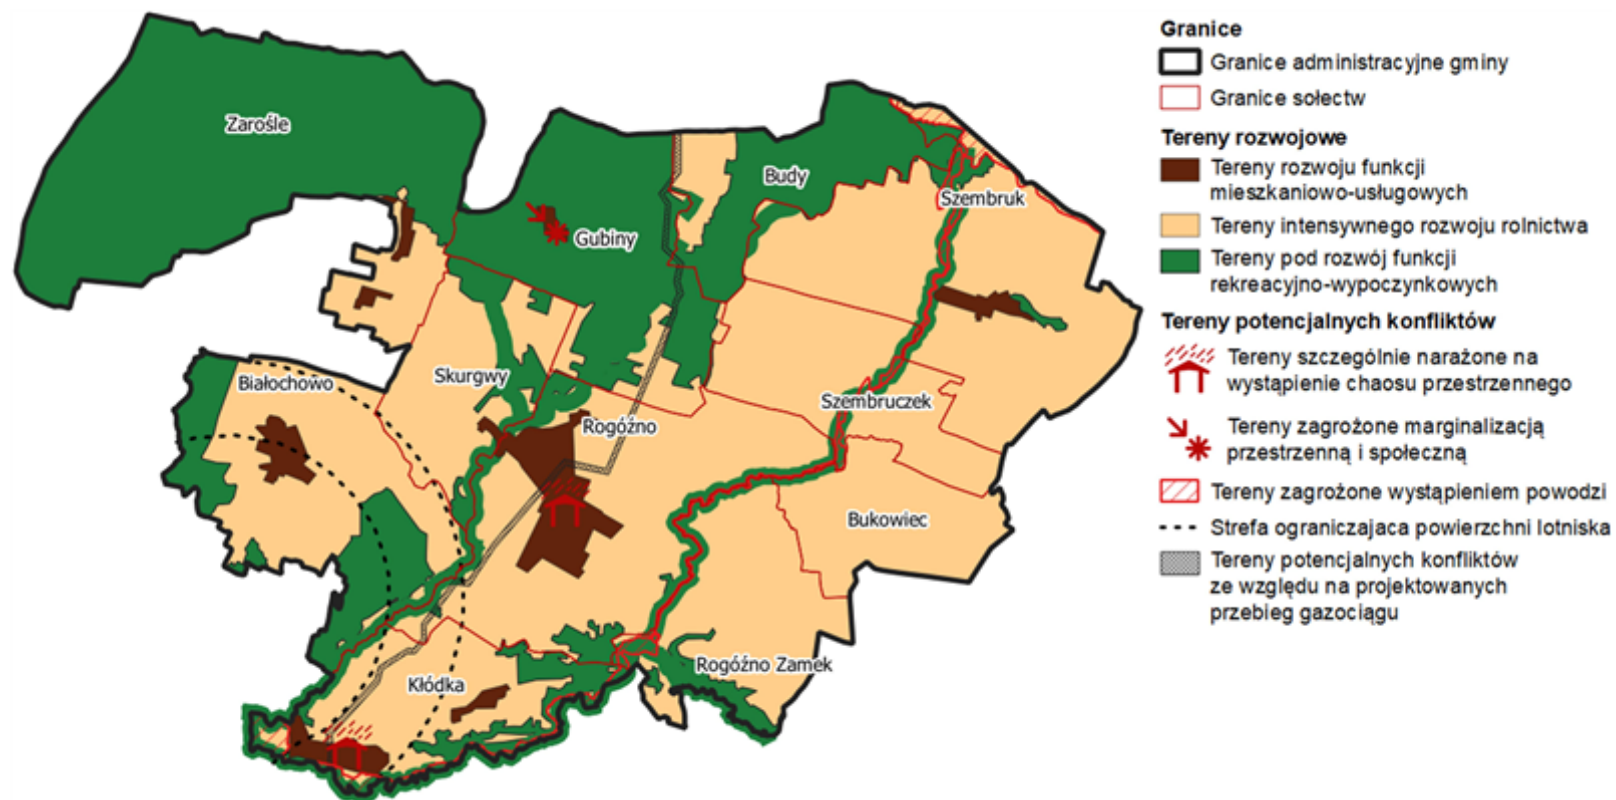 Zarośle
Gubiny
Budy
Szembruk
Białochowo
Skurgwy
Rogóźno
Szembruczek
Bukowiec
Rogóźno Zamek
Kłódka
Granice
Granice administracyjne gminy
Granice sołectw
Tereny rozwojowe
Tereny rozwoju funkcji
mieszkaniowo-usługowych
Tereny intensywnego rozwoju rolnictwa
Tereny pod rozwój funkcji
rekreacyjno-wypoczynkowych
Tereny potencjalnych konfliktów
Tereny szczególnie narażone na
wystąpienie chaosu przestrzennego
Tereny zagrożone marginalizacją
przestrzenną i społeczną
Tereny zagrożone wystąpieniem powodzi
Strefa ograniczajaca powierzchni lotniska
Tereny potencjalnych konfliktów
ze względu na projektowanych
przebieg gazociągu